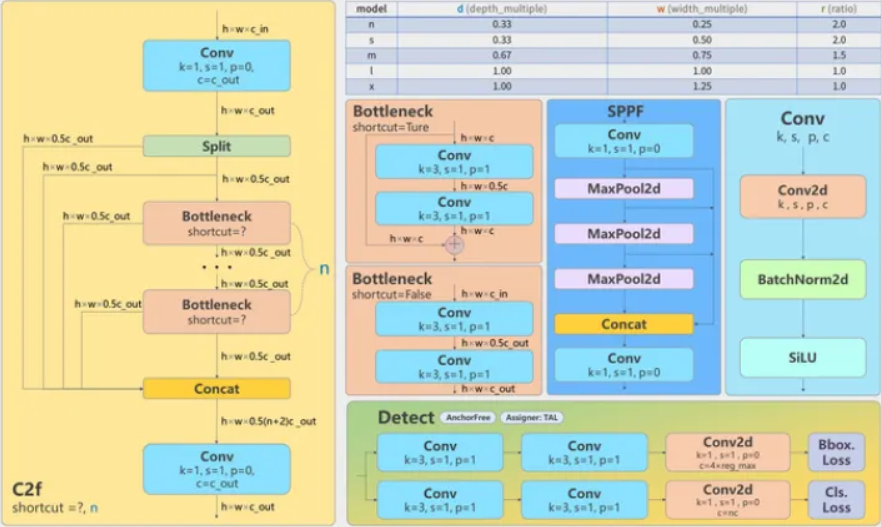 h×w×c_in
Conv
k=1, s=1, p=0,
c=c_out
h×w×c_out
h×w×0.5c_out
Split
h×w×0.5c_out
h×w×0.5c_out
h×w×0.5c_out
Bottleneck
shortcut=?
h×w×0.5c_out
. . .
n
h×w×0.5c_out
h×w×0.5c_out
Bottleneck
shortcut=?
h×w×0.5c_out
Concat
h×w×0.5(n+2)c_out
Conv
k=1, s=1, p=0,
c=c_out
C2f
shortcut =?, n
h×w×c_out
model d (depth_multiple) w (width_multiple) r (ratio)
n 0.33 0.25 2.0
s 0.33 0.50 2.0
m 0.67 0.75 1.5
l 1.00 1.00 1.0
x 1.00 1.25 1.0
Bottleneck
shortcut=Ture
h×w×c
Conv
k=3, s=1, p=1
h×w×0.5c
Conv
k=3, s=1, p=1
h×w×c
h×w×c
+
Bottleneck
shortcut=False
h×w×c_in
Conv
k=3, s=1, p=1
h×w×0.5c_out
Conv
k=3, s=1, p=1
h×w×c_out
SPPF
Conv
k=1, s=1, p=0
MaxPool2d
MaxPool2d
MaxPool2d
Concat
Conv
k=1, s=1, p=0
Conv
k, s, p, c
Conv2d
k, s, p, c
BatchNorm2d
SiLU
Detect AnchorFree Assigner: TAL
Conv
k=3, s=1, p=1
Conv
k=3, s=1, p=1
Conv2d
k=1, s=1, p=0
c=4×reg_max
Bbox.
Loss
Conv
k=3, s=1, p=1
Conv
k=3, s=1, p=1
Conv2d
k=1, s=1, p=0
c=nc
Cls.
Loss